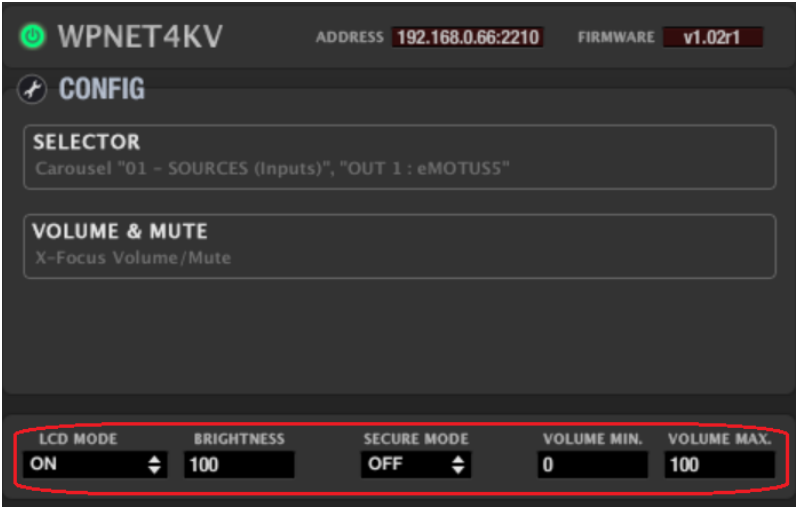 WPNET4KV ADDRESS 192.168.0.66:2210 FIRMWARE v1.02r1
CONFIG
SELECTOR
Carousel "01 - SOURCES (Inputs)", "OUT 1 : eMOTUS5"
VOLUME & MUTE
X-Focus Volume/Mute
LCD MODE BRIGHTNESS SECURE MODE VOLUME MIN. VOLUME MAX.
ON 100 OFF 0 100